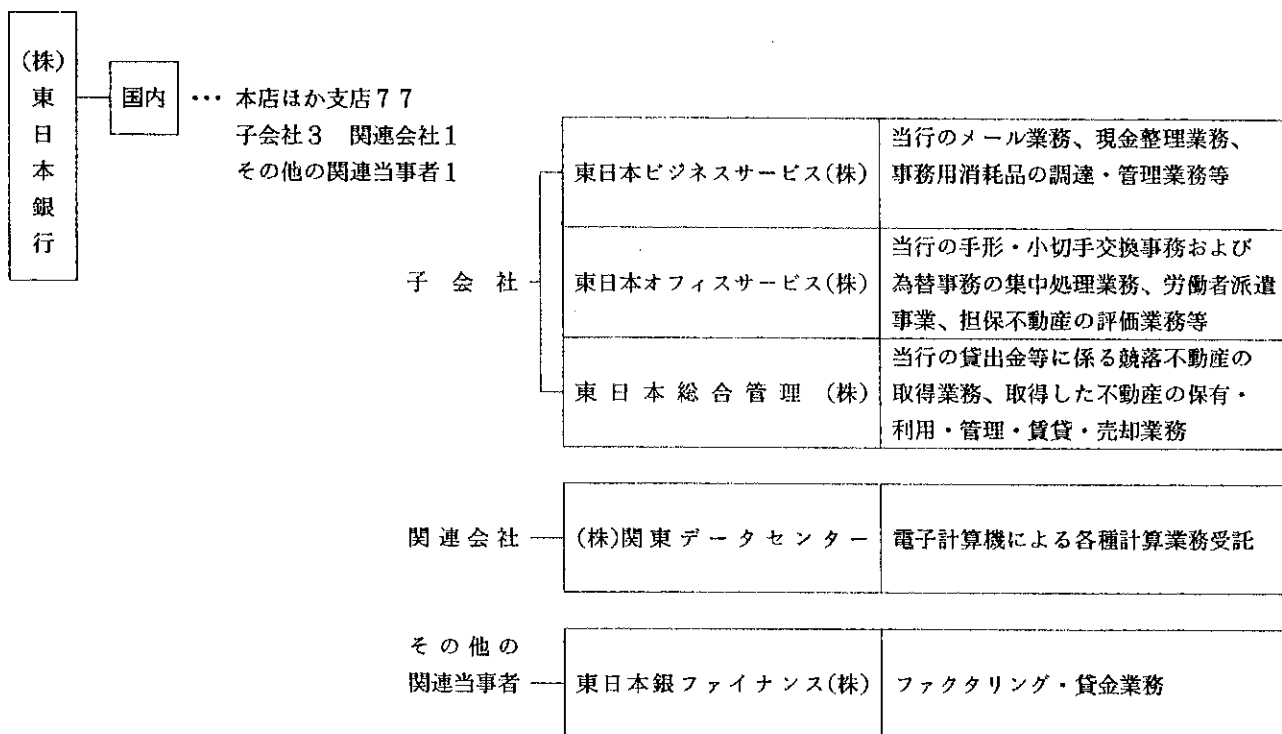 (株)東日本銀行
国内 ･･･ 本店ほか支店77
子会社3 関連会社1
その他の関連当事者1
子会社
東日本ビジネスサービス(株)
当行のメール業務、現金整理業務、
事務用消耗品の調達・管理業務等
東日本オフィスサービス(株)
当行の手形・小切手交換事務および
為替事務の集中処理業務、労働者派遣
事業、担保不動産の評価業務等
東日本総合管理(株)
当行の貸出金等に係る競落不動産の
取得業務、取得した不動産の保有・
利用・管理・賃貸・売却業務
関連会社
(株)関東データセンター
電子計算機による各種計算業務受託
その他の
関連当事者
東日本銀ファイナンス(株)
ファクタリング・貸金業務